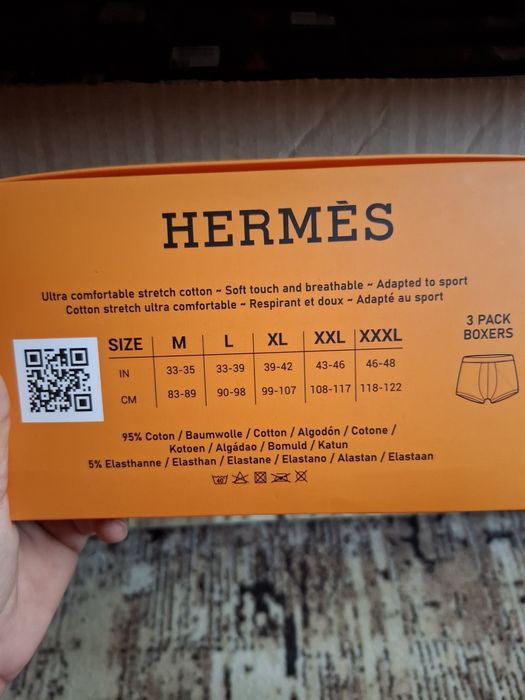 HERMÈS
Ultra comfortable stretch cotton ~ Soft touch and breathable ~ Adapted to sport
Cotton stretch ultra comfortable ~ Respirant et doux ~ Adapté au sport
3 PACK
BOXERS
SIZE M L XL XXL XXXL
IN 33-35 33-39 39-42 43-46 46-48
CM 83-89 90-98 99-107 108-117 118-122
95% Coton / Baumwolle / Cotton / Algodón / Cotone /
Kotoen / Algádao / Bomuld / Katun
5% Elasthanne / Elasthan / Elastane / Elastano / Alastan / Elastaan
40°